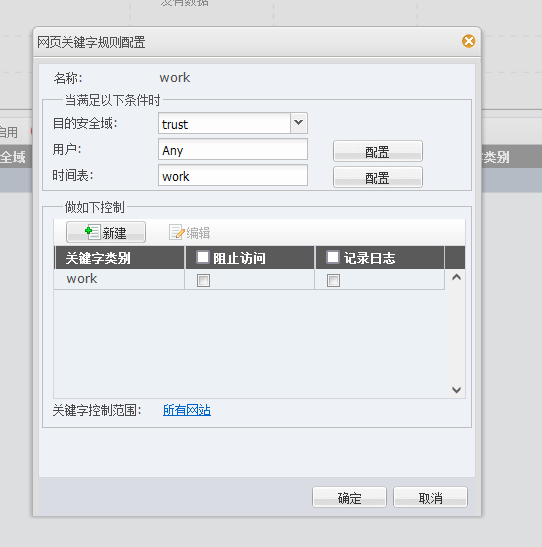 没有数据
网页关键字规则配置
名称: work
当满足以下条件时
目的安全域: trust
用户: Any 配置
时间表: work 配置
启用
全域 类别
做如下控制
新建 编辑
关键字类别 阻止访问 记录日志
work
关键字控制范围: 所有网站
确定 取消